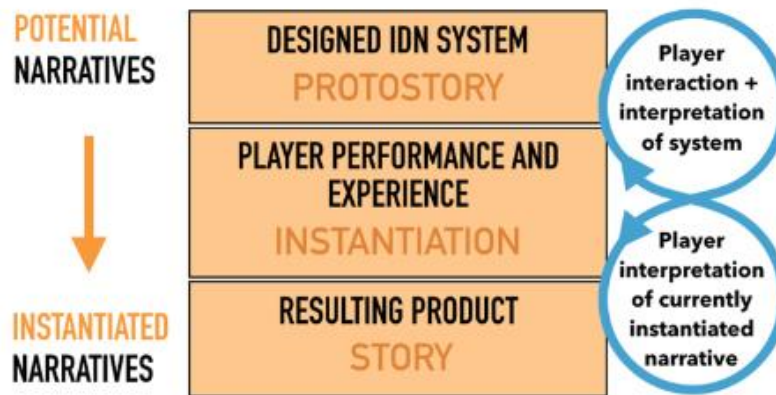 POTENTIAL
NARRATIVES
INSTANTIATED
NARRATIVES
DESIGNED IDN SYSTEM
PROTOSTORY
PLAYER PERFORMANCE AND
EXPERIENCE
INSTANTIATION
RESULTING PRODUCT
STORY
Player
interaction +
interpretation
of system
Player
interpretation
of currently
instantiated
narrative